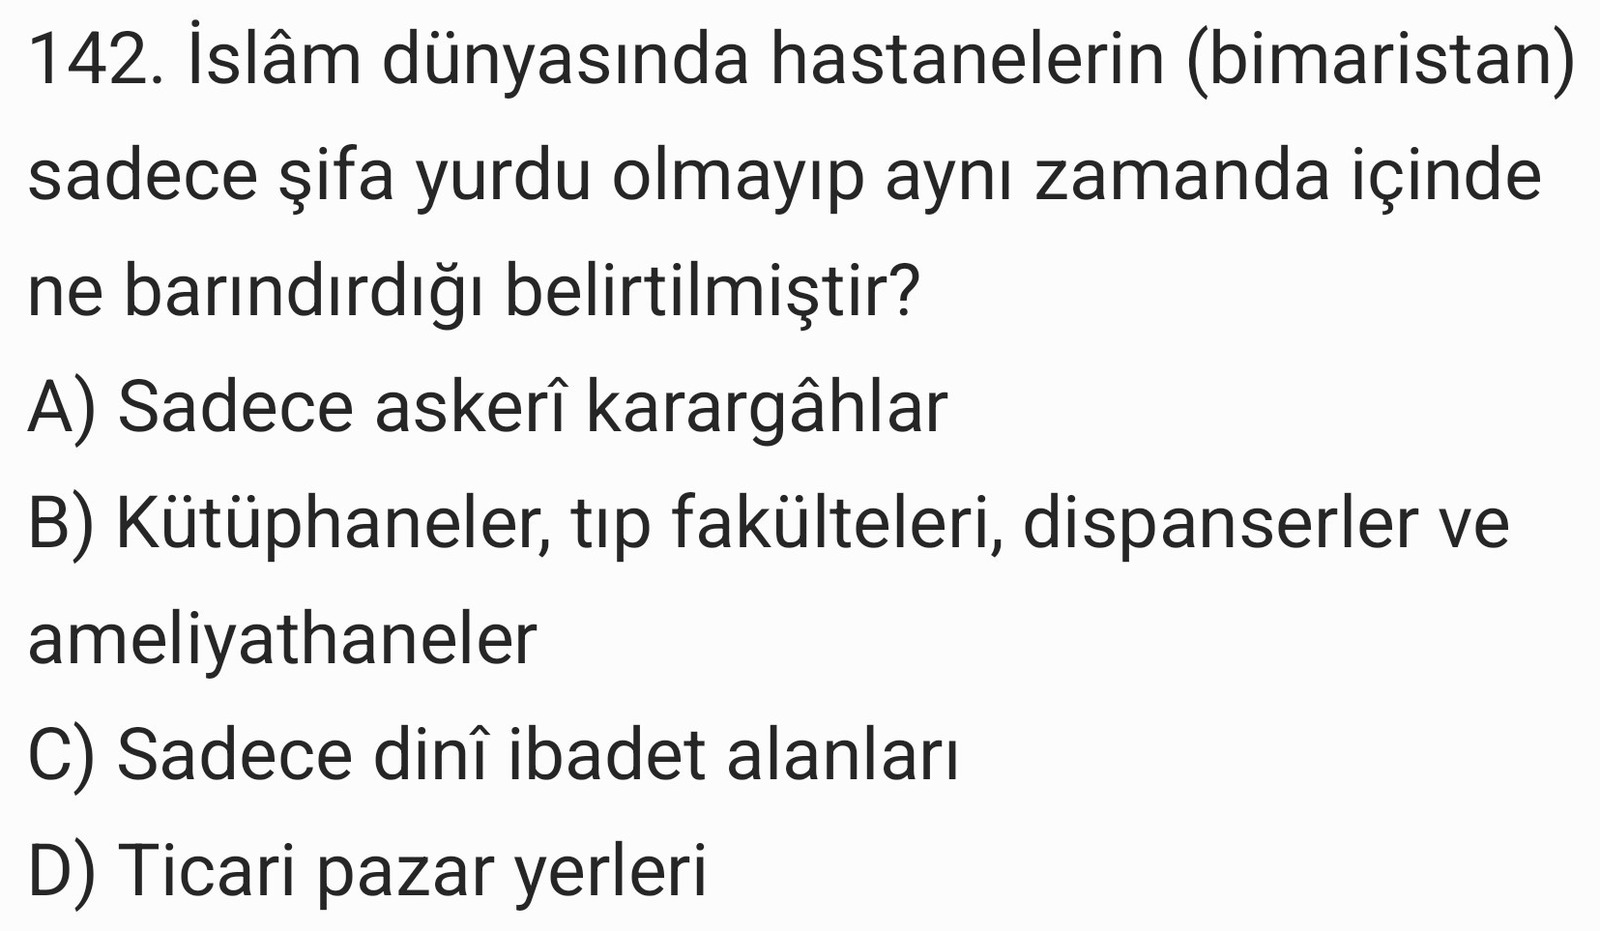 142. İslâm dünyasında hastanelerin (bimaristan)
sadece şifa yurdu olmayıp aynı zamanda içinde
ne barındırdığı belirtilmiştir?
A) Sadece askerî karargâhlar
B) Kütüphaneler, tıp fakülteleri, dispanserler ve
ameliyathaneler
C) Sadece dinî ibadet alanları
D) Ticari pazar yerleri